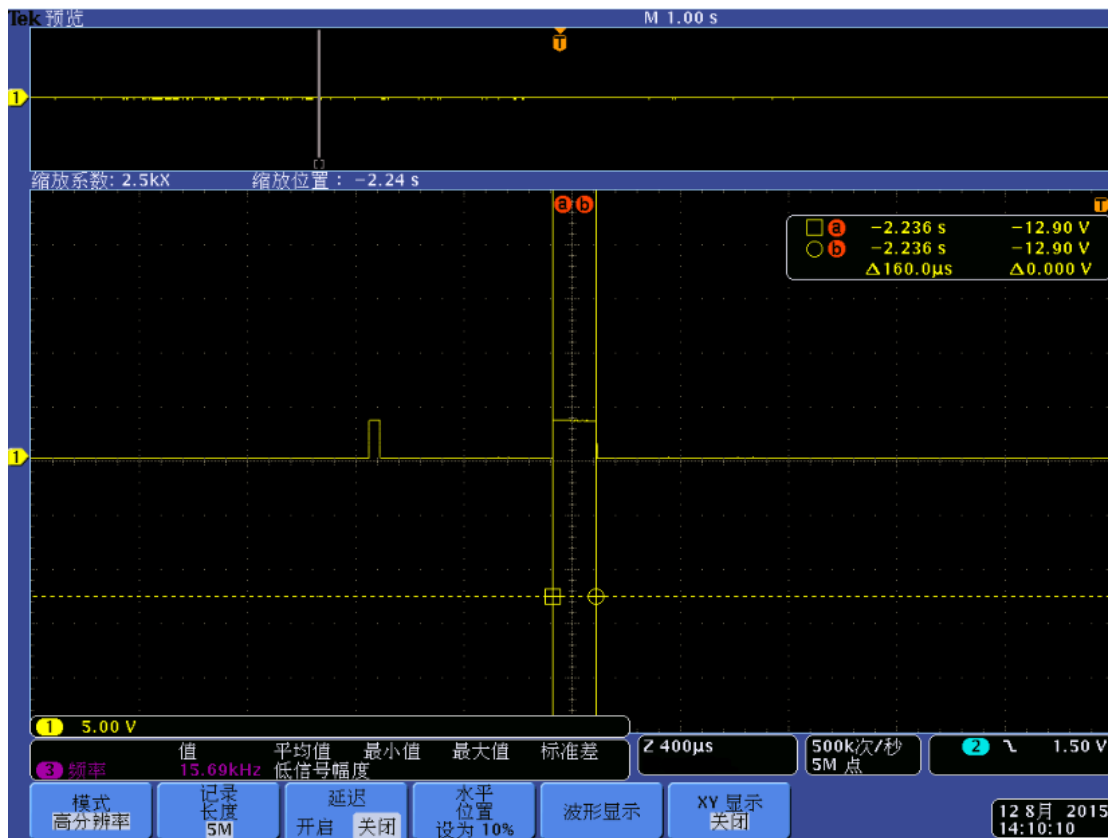 Tek 预览 M 1.00 s
T
1
缩放系数: 2.5kX 缩放位置: -2.24 s
a b T
a -2.236 s -12.90 V
b -2.236 s -12.90 V
Δ160.0μs Δ0.000 V
1
1 5.00 V
值 平均值 最小值 最大值 标准差
3 频率 15.69kHz 低信号幅度
Z 400μs
500k次/秒
5M 点
2 1.50 V
模式
高分辨率
记录
长度
5M
延迟
开启 关闭
水平
位置
设为 10%
波形显示
XY 显示
关闭
12 8月 2015
14:10:10